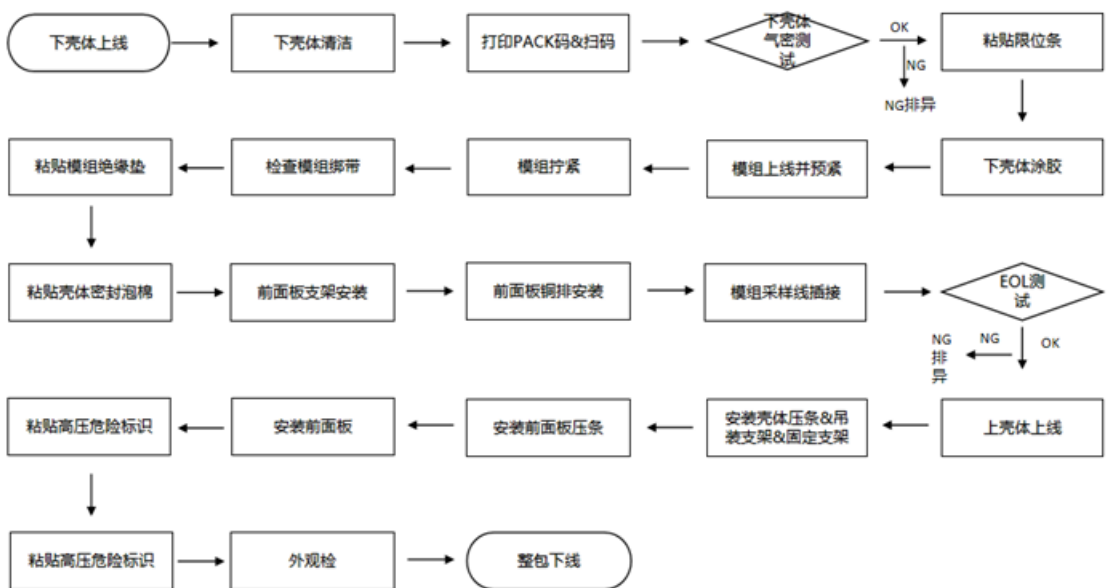 下壳体上线
下壳体清洁
打印PACK码&扫码
下壳体
气密测
试
OK
NG
NG排异
粘贴限位条
下壳体涂胶
模组上线并预紧
模组拧紧
检查模组绑带
粘贴模组绝缘垫
粘贴壳体密封泡棉
前面板支架安装
前面板铜排安装
模组采样线插接
EOL测
试
NG
OK
NG
排
异
上壳体上线
安装壳体压条&吊
装支架&固定支架
安装前面板压条
安装前面板
粘贴高压危险标识
粘贴高压危险标识
外观检
整包下线